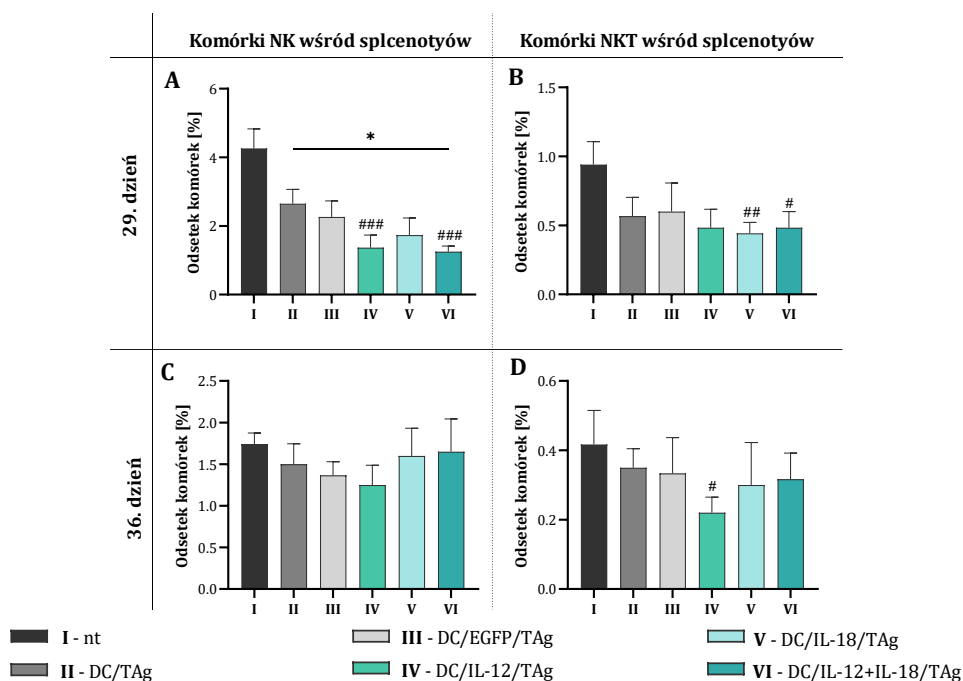 Komórki NK wśród splcenotyów
Komórki NKT wśród splcenotyów
29. dzień
A
Odsetek komórek [%]
6
4
2
0
*
###
###
I II III IV V VI
B
Odsetek komórek [%]
1.5
1.0
0.5
0.0
##
#
I II III IV V VI
36. dzień
C
Odsetek komórek [%]
2.5
2.0
1.5
1.0
0.5
0.0
I II III IV V VI
D
Odsetek komórek [%]
0.6
0.4
0.2
0.0
#
I II III IV V VI
I - nt
III - DC/EGFP/TAg
V - DC/IL-18/TAg
II - DC/TAg
IV - DC/IL-12/TAg
VI - DC/IL-12+IL-18/TAg